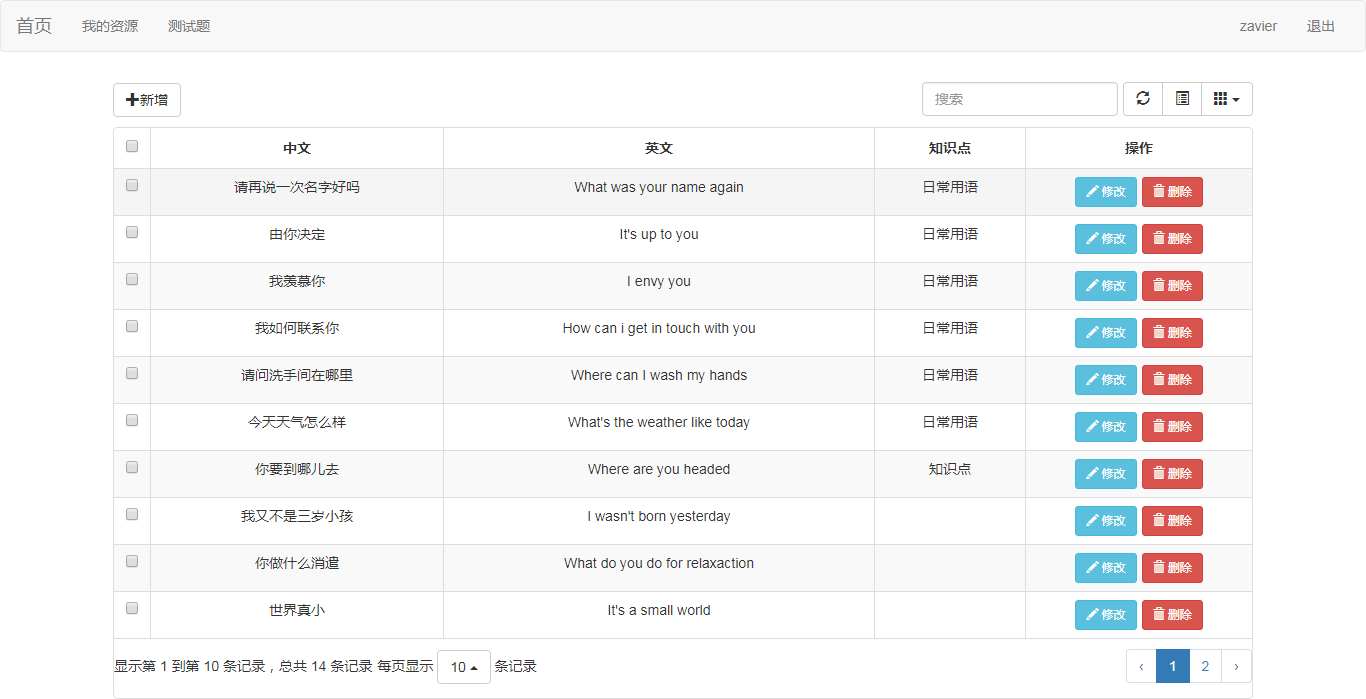 首页 我的资源 测试题 zavier 退出
新增 搜索
中文 英文 知识点 操作
请再说一次名字好吗 What was your name again 日常用语 修改 删除
由你决定 It's up to you 日常用语 修改 删除
我羡慕你 I envy you 日常用语 修改 删除
我如何联系你 How can i get in touch with you 日常用语 修改 删除
请问洗手间在哪里 Where can I wash my hands 日常用语 修改 删除
今天天气怎么样 What's the weather like today 日常用语 修改 删除
你要到哪儿去 Where are you headed 知识点 修改 删除
我又不是三岁小孩 I wasn't born yesterday 修改 删除
你做什么消遣 What do you do for relaxaction 修改 删除
世界真小 It's a small world 修改 删除
显示第 1 到第 10 条记录，总共 14 条记录 每页显示 10 条记录 ‹ 1 2 ›